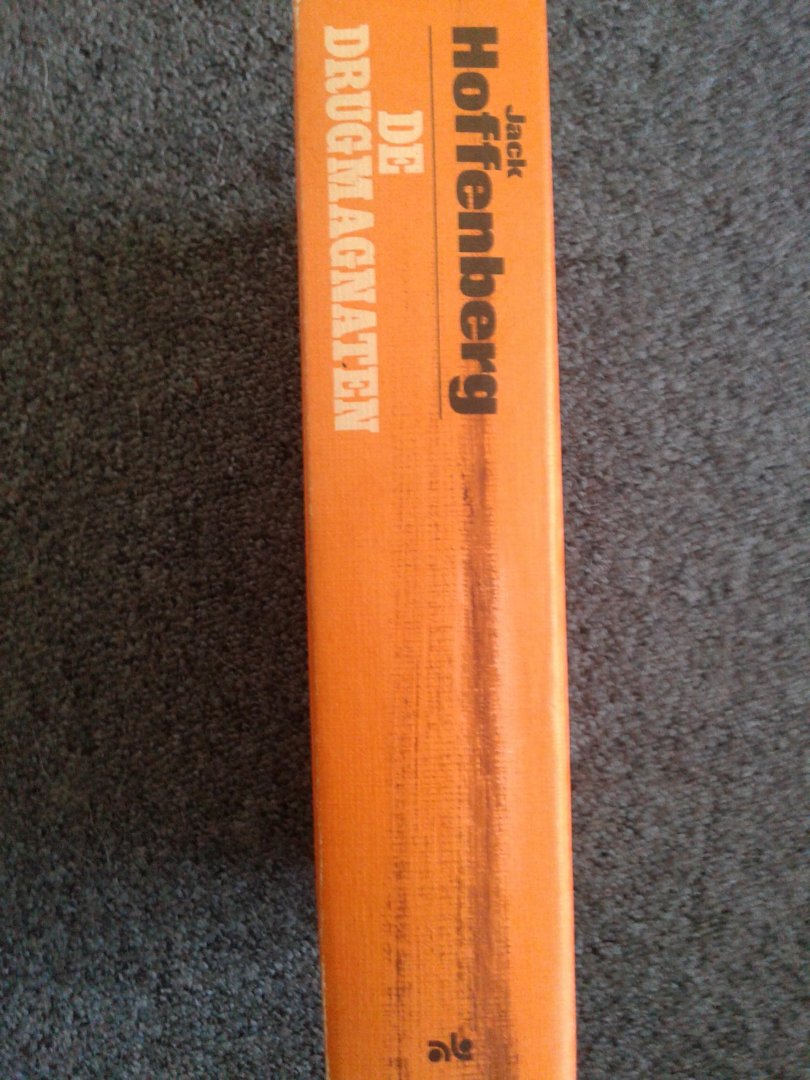 Jack
Hoffenberg
DE
DRUGMAGNATEN